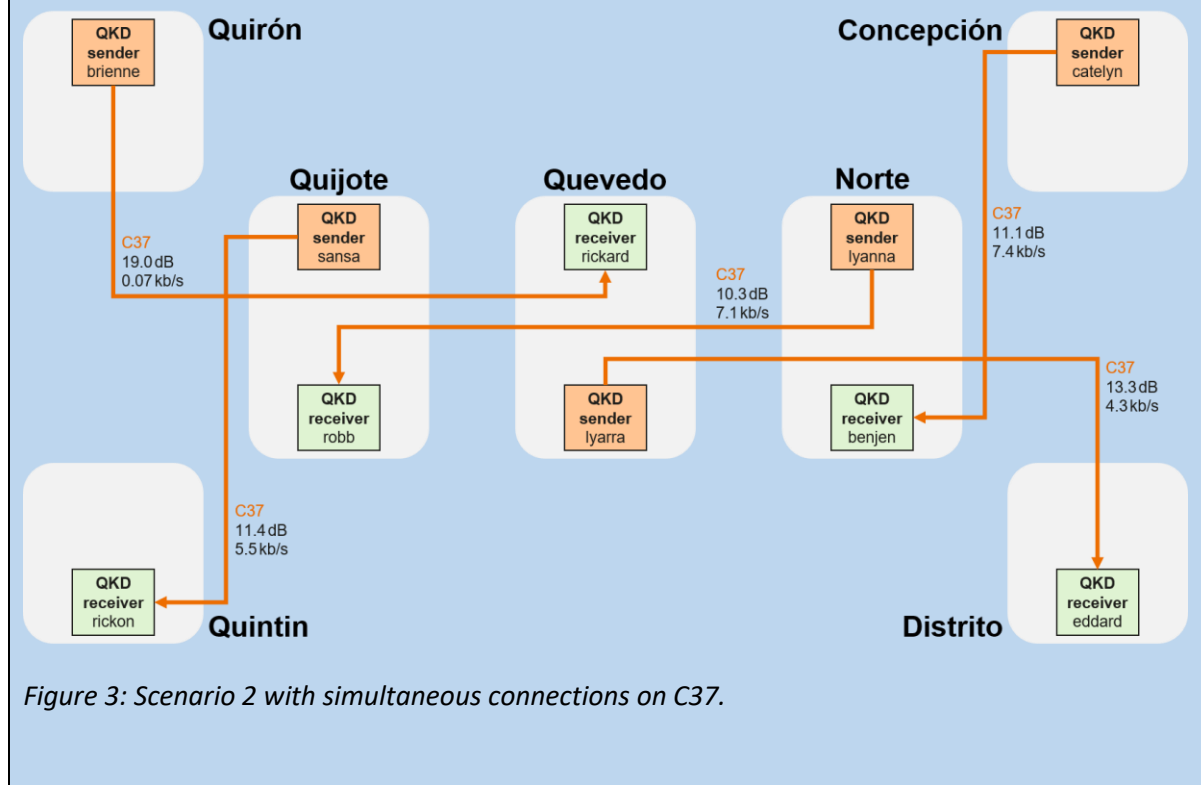 Quirón
QKD
sender
brienne
Concepción
QKD
sender
catelyn
Quijote
QKD
sender
sansa
QKD
receiver
robb
Quevedo
QKD
receiver
rickard
QKD
sender
lyarra
Norte
QKD
sender
lyanna
QKD
receiver
benjen
C37
19.0 dB
0.07 kb/s
C37
10.3 dB
7.1 kb/s
C37
11.1 dB
7.4 kb/s
C37
13.3 dB
4.3 kb/s
C37
11.4 dB
5.5 kb/s
QKD
receiver
rickon
Quintin
Distrito
QKD
receiver
eddard
Figure 3: Scenario 2 with simultaneous connections on C37.